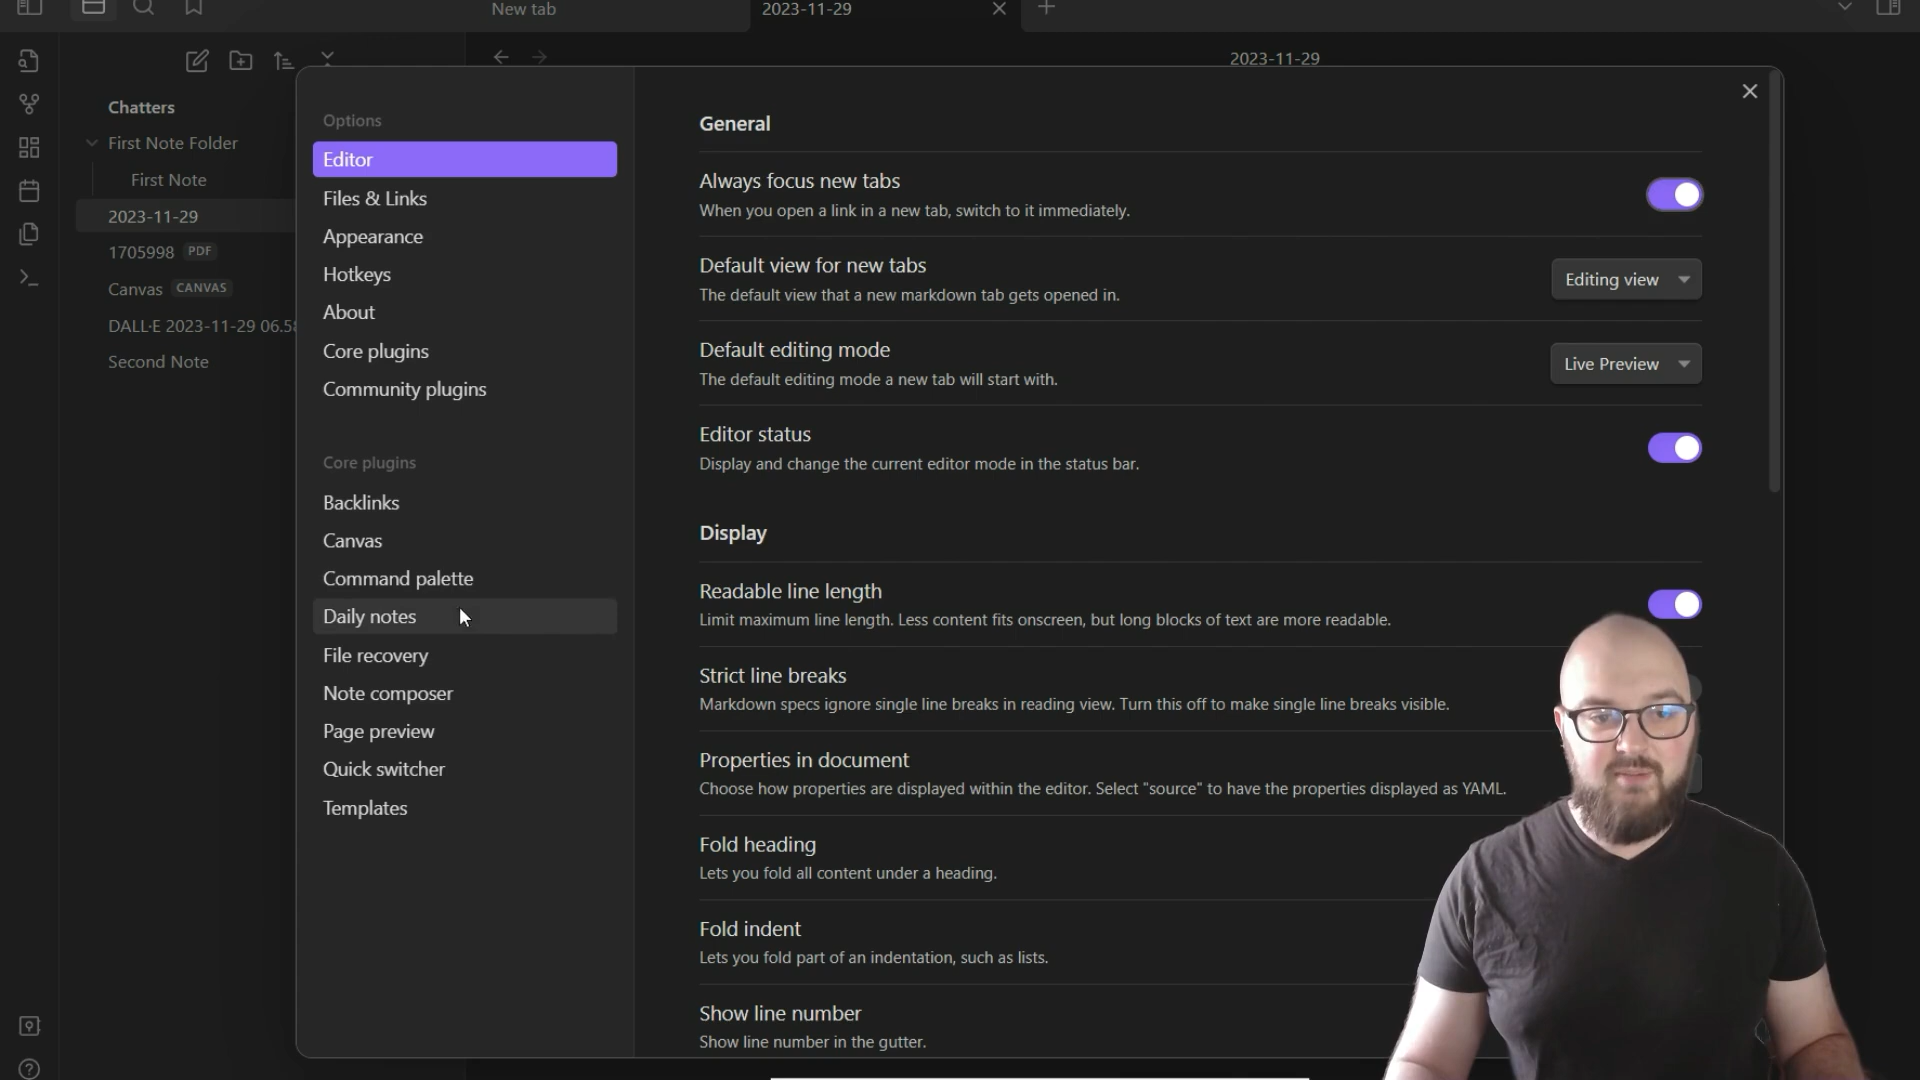 New tab
2023-11-29
2023-11-29
Chatters
First Note Folder
First Note
2023-11-29
1705998 PDF
Canvas CANVAS
DALL·E 2023-11-29 06.58
Second Note
Options
Editor
Files & Links
Appearance
Hotkeys
About
Core plugins
Community plugins
Core plugins
Backlinks
Canvas
Command palette
Daily notes
File recovery
Note composer
Page preview
Quick switcher
Templates
General
Always focus new tabs
When you open a link in a new tab, switch to it immediately.
Default view for new tabs
The default view that a new markdown tab gets opened in.
Editing view
Default editing mode
The default editing mode a new tab will start with.
Live Preview
Editor status
Display and change the current editor mode in the status bar.
Display
Readable line length
Limit maximum line length. Less content fits onscreen, but long blocks of text are more readable.
Strict line breaks
Markdown specs ignore single line breaks in reading view. Turn this off to make single line breaks visible.
Properties in document
Choose how properties are displayed within the editor. Select "source" to have the properties displayed as YAML.
Fold heading
Lets you fold all content under a heading.
Fold indent
Lets you fold part of an indentation, such as lists.
Show line number
Show line number in the gutter.